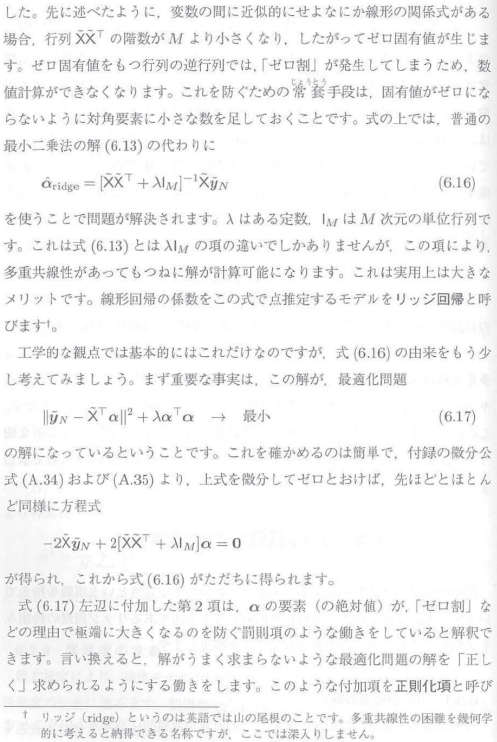 した。先に述べたように，変数の間に近似的にせよなにか線形の関係式がある
場合，行列 X̃X̃⊤ の階数が M より小さくなり，したがってゼロ固有値が生じま
す。ゼロ固有値をもつ行列の逆行列では，「ゼロ割」が発生してしまうため，数
値計算ができなくなります。これを防ぐための常套手段は，固有値がゼロにな
じょうとう
らないように対角要素に小さな数を足しておくことです。式の上では，普通の
最小二乗法の解 (6.13) の代わりに
α̂ridge = [X̃X̃⊤ + λI_M]⁻¹X̃ỹ_N (6.16)
を使うことで問題が解決されます。λ はある定数，I_M は M 次元の単位行列で
す。これは式 (6.13) とは λI_M の項の違いでしかありませんが，この項により，
多重共線性があってもつねに解が計算可能になります。これは実用上は大きな
メリットです。線形回帰の係数をこの式で点推定するモデルをリッジ回帰と呼
びます†。
工学的な観点では基本的にはこれだけなのですが，式 (6.16) の由来をもう少
し考えてみましょう。まず重要な事実は，この解が，最適化問題
‖ỹ_N − X̃⊤α‖² + λα⊤α → 最小 (6.17)
の解になっているということです。これを確かめるのは簡単で，付録の微分公
式 (A.34) および (A.35) より，上式を微分してゼロとおけば，先ほどとほとん
ど同様に方程式
−2X̃ỹ_N + 2[X̃X̃⊤ + λI_M]α = 0
が得られ，これから式 (6.16) がただちに得られます。
式 (6.17) 左辺に付加した第 2 項は，α の要素（の絶対値）が，「ゼロ割」な
どの理由で極端に大きくなるのを防ぐ罰則項のような働きをしていると解釈で
きます。言い換えると，解がうまく求まらないような最適化問題の解を「正し
く」求められるようにする働きをします。このような付加項を正則化項と呼び
† リッジ（ridge）というのは英語では山の尾根のことです。多重共線性の困難を幾何学
的に考えると納得できる名称ですが，ここでは深入りしません。